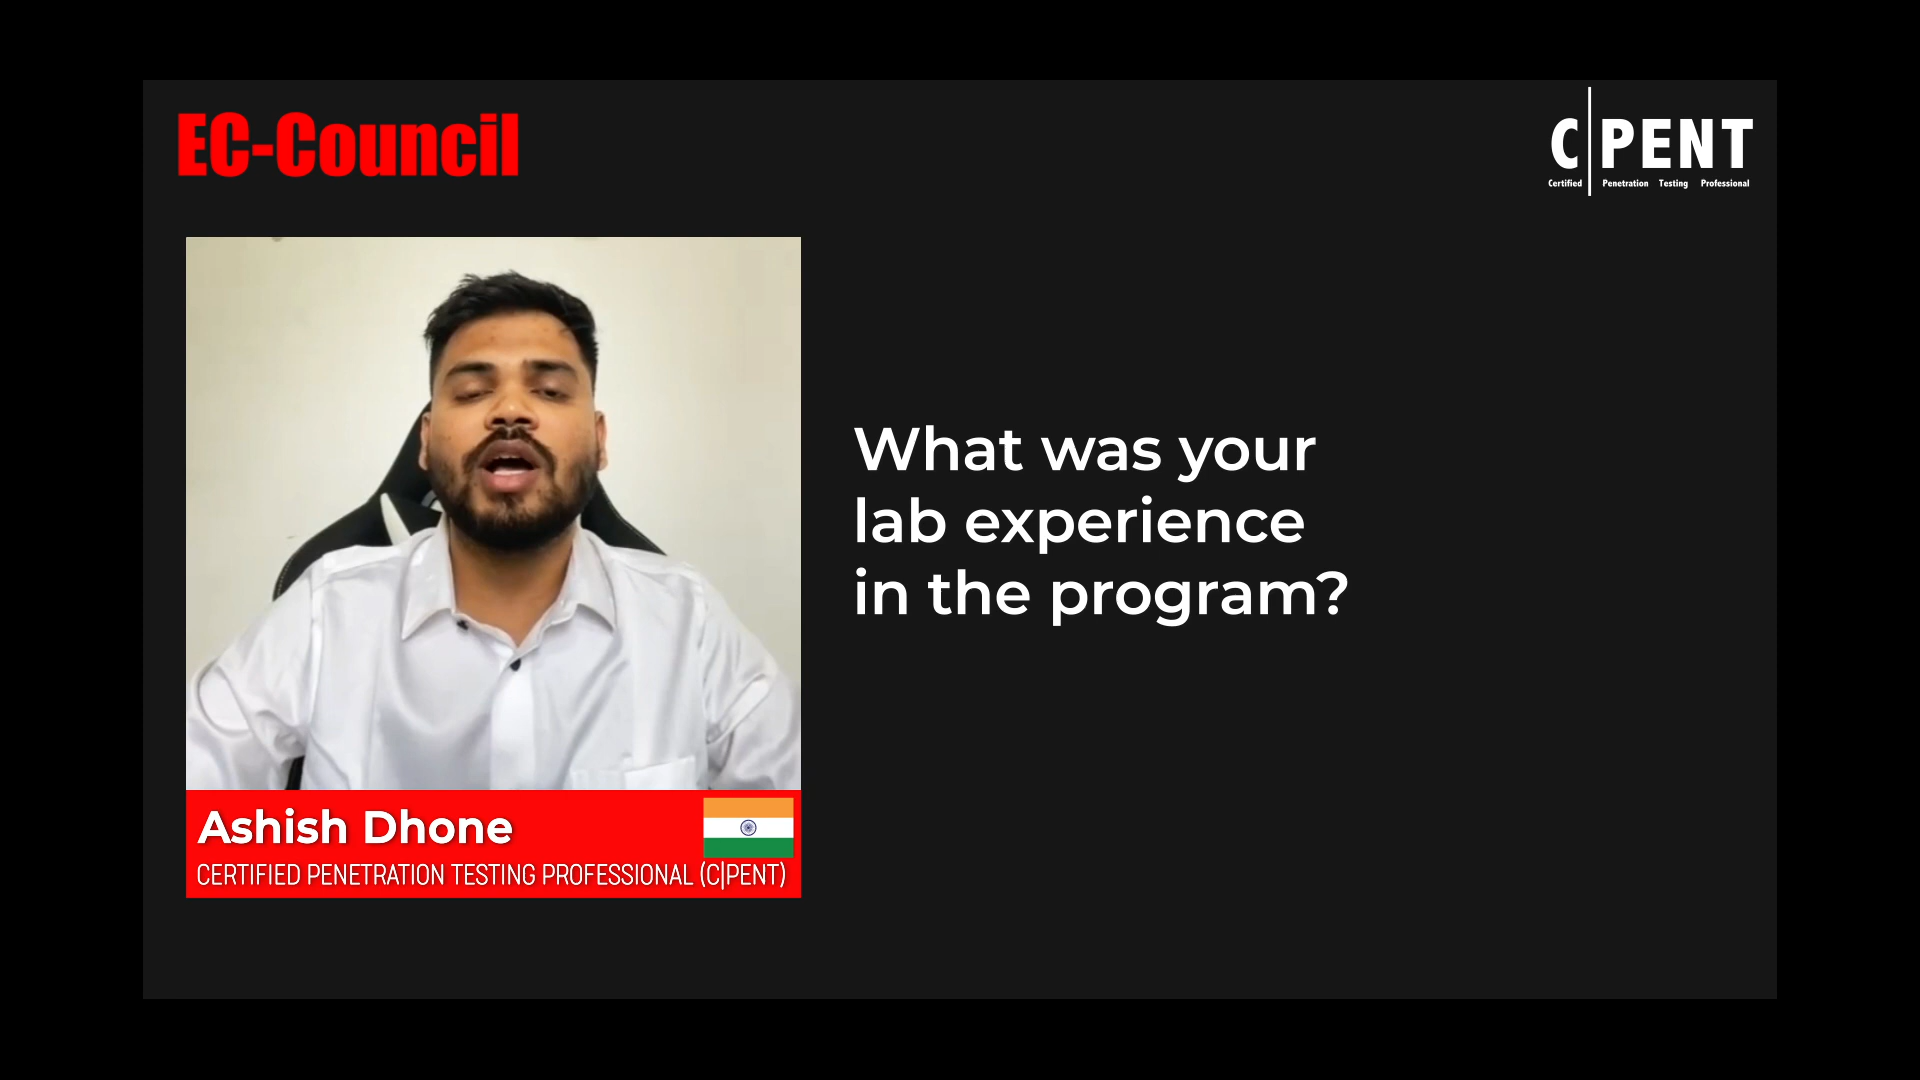 EC-Council
C|PENT
Certified Penetration Testing Professional
What was your
lab experience
in the program?
Ashish Dhone
CERTIFIED PENETRATION TESTING PROFESSIONAL (C|PENT)